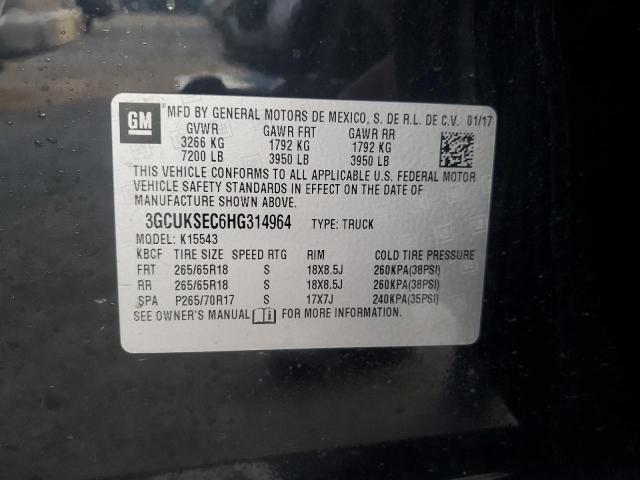 GM
MFD BY GENERAL MOTORS DE MEXICO, S. DE R.L. DE C.V. 01/17
GVWR GAWR FRT GAWR RR
3266 KG 1792 KG 1792 KG
7200 LB 3950 LB 3950 LB
THIS VEHICLE CONFORMS TO ALL APPLICABLE U.S. FEDERAL MOTOR
VEHICLE SAFETY STANDARDS IN EFFECT ON THE DATE OF
MANUFACTURE SHOWN ABOVE.
3GCUKSEC6HG314964 TYPE: TRUCK
MODEL: K15543
KBCF TIRE SIZE SPEED RTG RIM COLD TIRE PRESSURE
FRT 265/65R18 S 18X8.5J 260KPA(38PSI)
RR 265/65R18 S 18X8.5J 260KPA(38PSI)
SPA P265/70R17 S 17X7J 240KPA(35PSI)
SEE OWNER'S MANUAL FOR MORE INFORMATION.